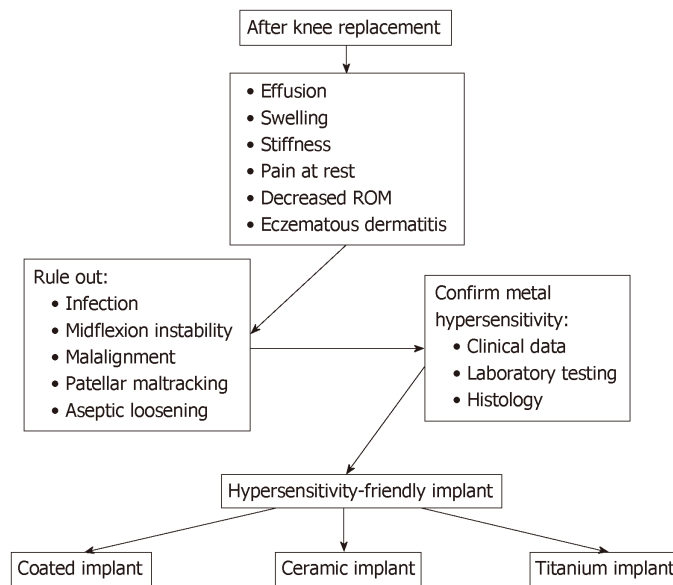 After knee replacement
• Effusion
• Swelling
• Stiffness
• Pain at rest
• Decreased ROM
• Eczematous dermatitis
Rule out:
• Infection
• Midflexion instability
• Malalignment
• Patellar maltracking
• Aseptic loosening
Confirm metal
hypersensitivity:
• Clinical data
• Laboratory testing
• Histology
Hypersensitivity-friendly implant
Coated implant
Ceramic implant
Titanium implant